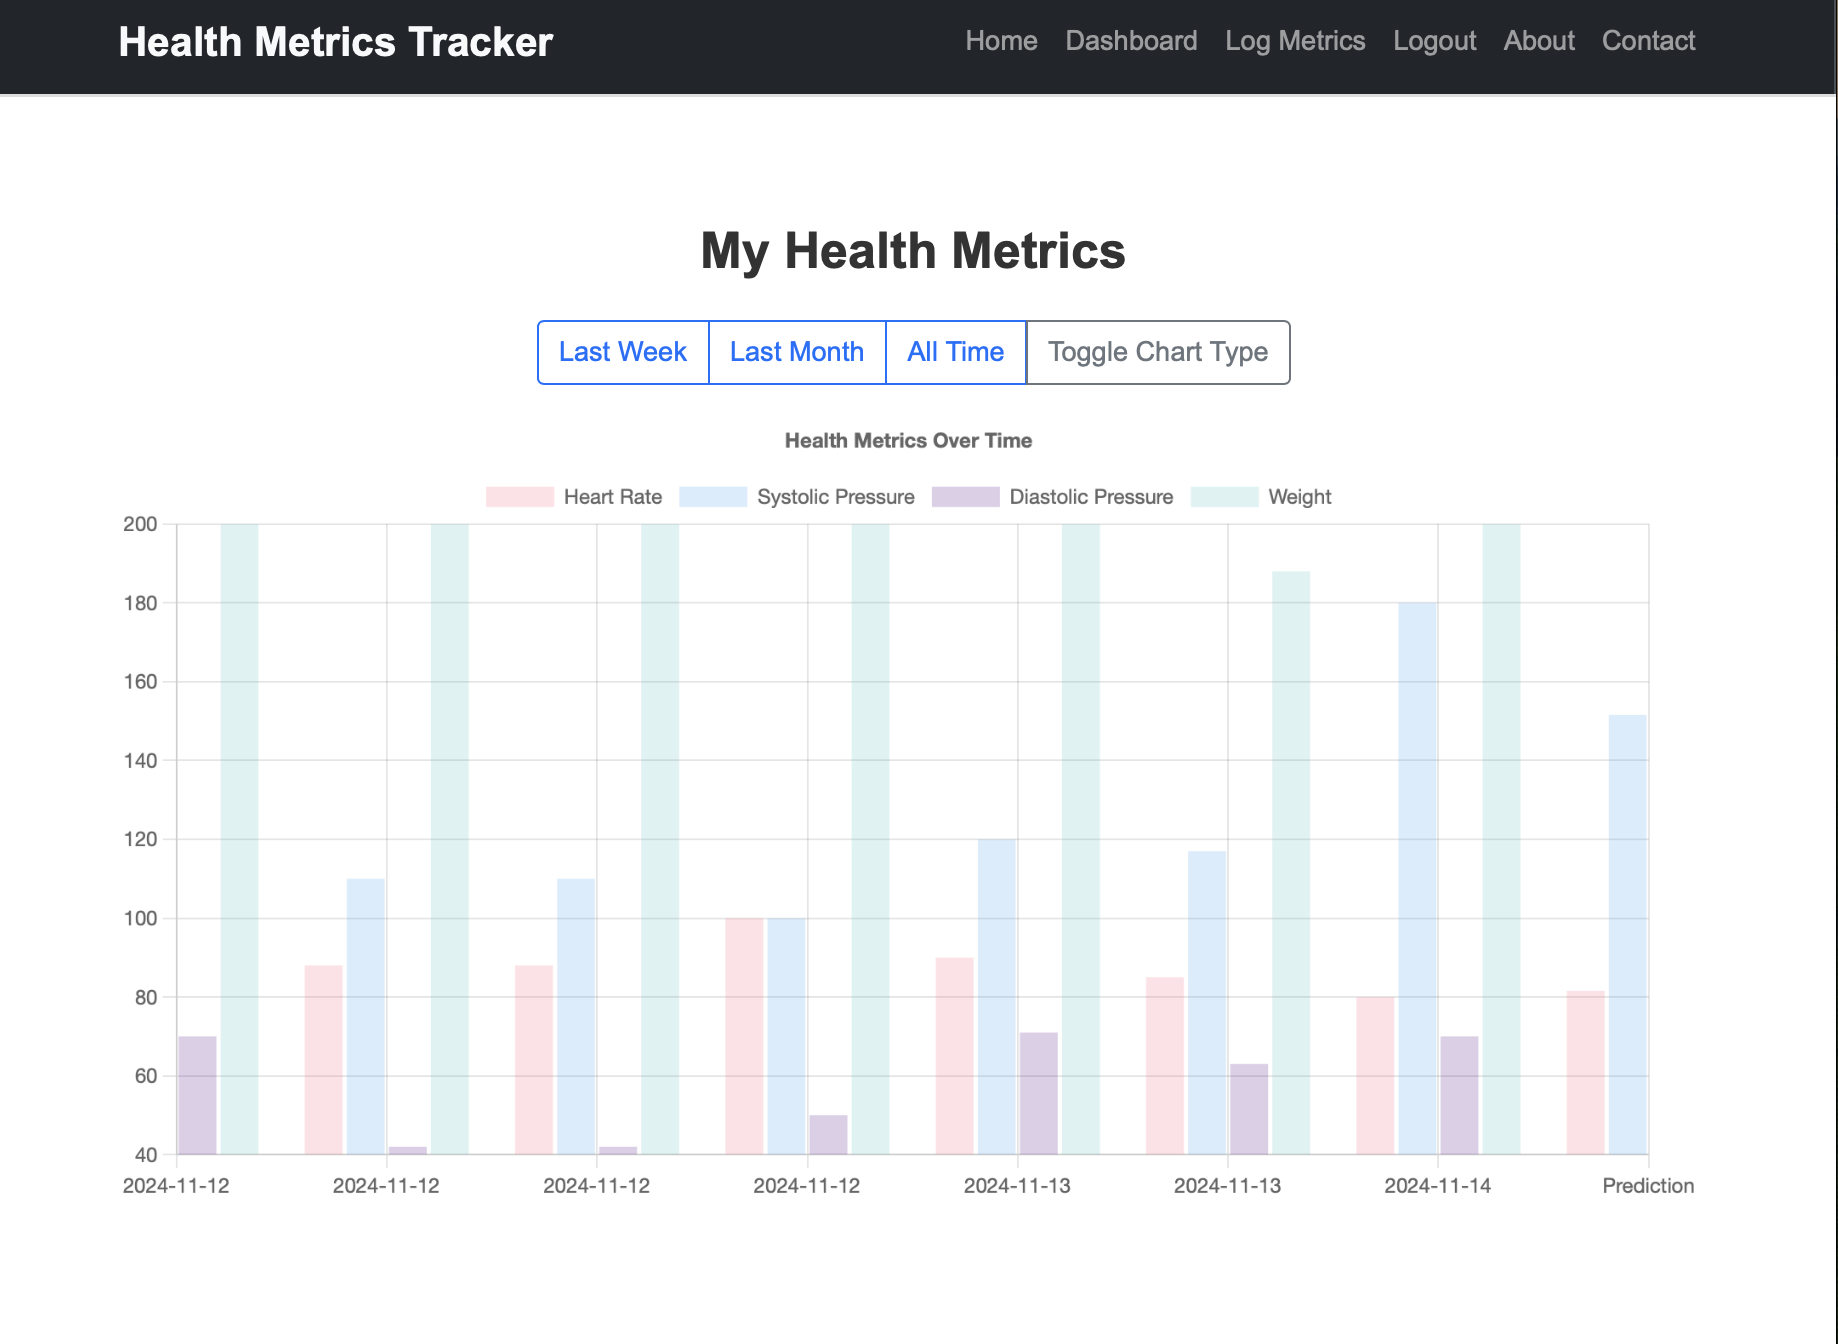 Health Metrics Tracker Home Dashboard Log Metrics Logout About Contact
My Health Metrics
Last Week Last Month All Time Toggle Chart Type
Health Metrics Over Time
Heart Rate Systolic Pressure Diastolic Pressure Weight
200
180
160
140
120
100
80
60
40
2024-11-12 2024-11-12 2024-11-12 2024-11-12 2024-11-13 2024-11-13 2024-11-14 Prediction